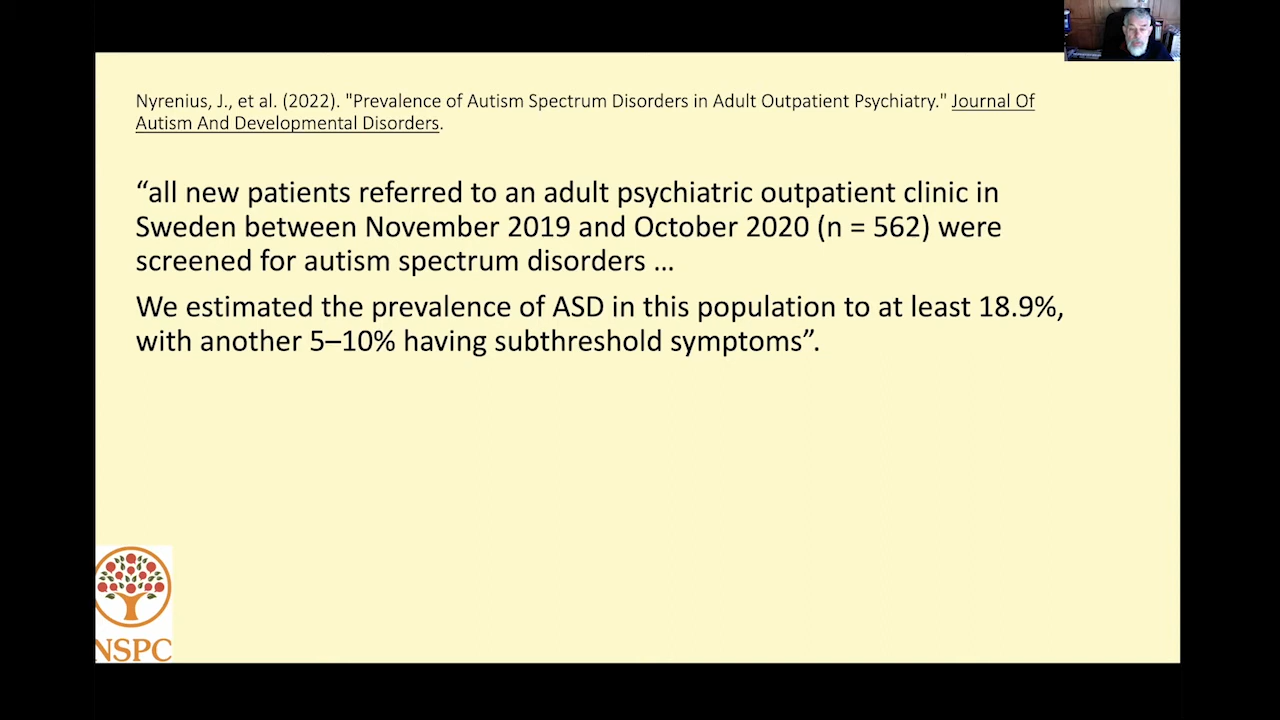 Nyrenius, J., et al. (2022). "Prevalence of Autism Spectrum Disorders in Adult Outpatient Psychiatry." Journal Of
Autism And Developmental Disorders.
“all new patients referred to an adult psychiatric outpatient clinic in
Sweden between November 2019 and October 2020 (n = 562) were
screened for autism spectrum disorders ...
We estimated the prevalence of ASD in this population to at least 18.9%,
with another 5–10% having subthreshold symptoms”.
NSPC